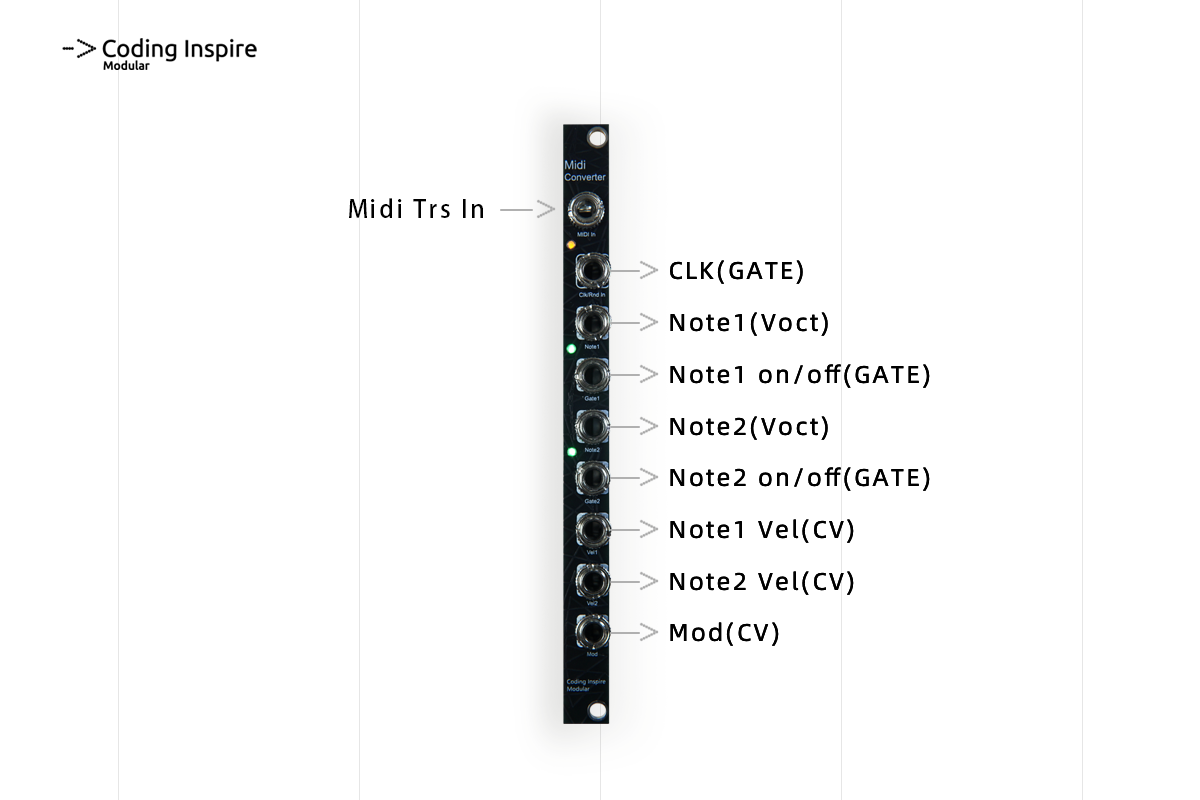 --> Coding Inspire
Modular
Midi
Converter
Midi Trs In
MIDI In
CLK(GATE)
Clk/Rnd In
Note1(Voct)
Note1
Note1 on/off(GATE)
Gate1
Note2(Voct)
Note2
Note2 on/off(GATE)
Gate2
Note1 Vel(CV)
Vel1
Note2 Vel(CV)
Vel2
Mod(CV)
Mod
Coding Inspire
Modular